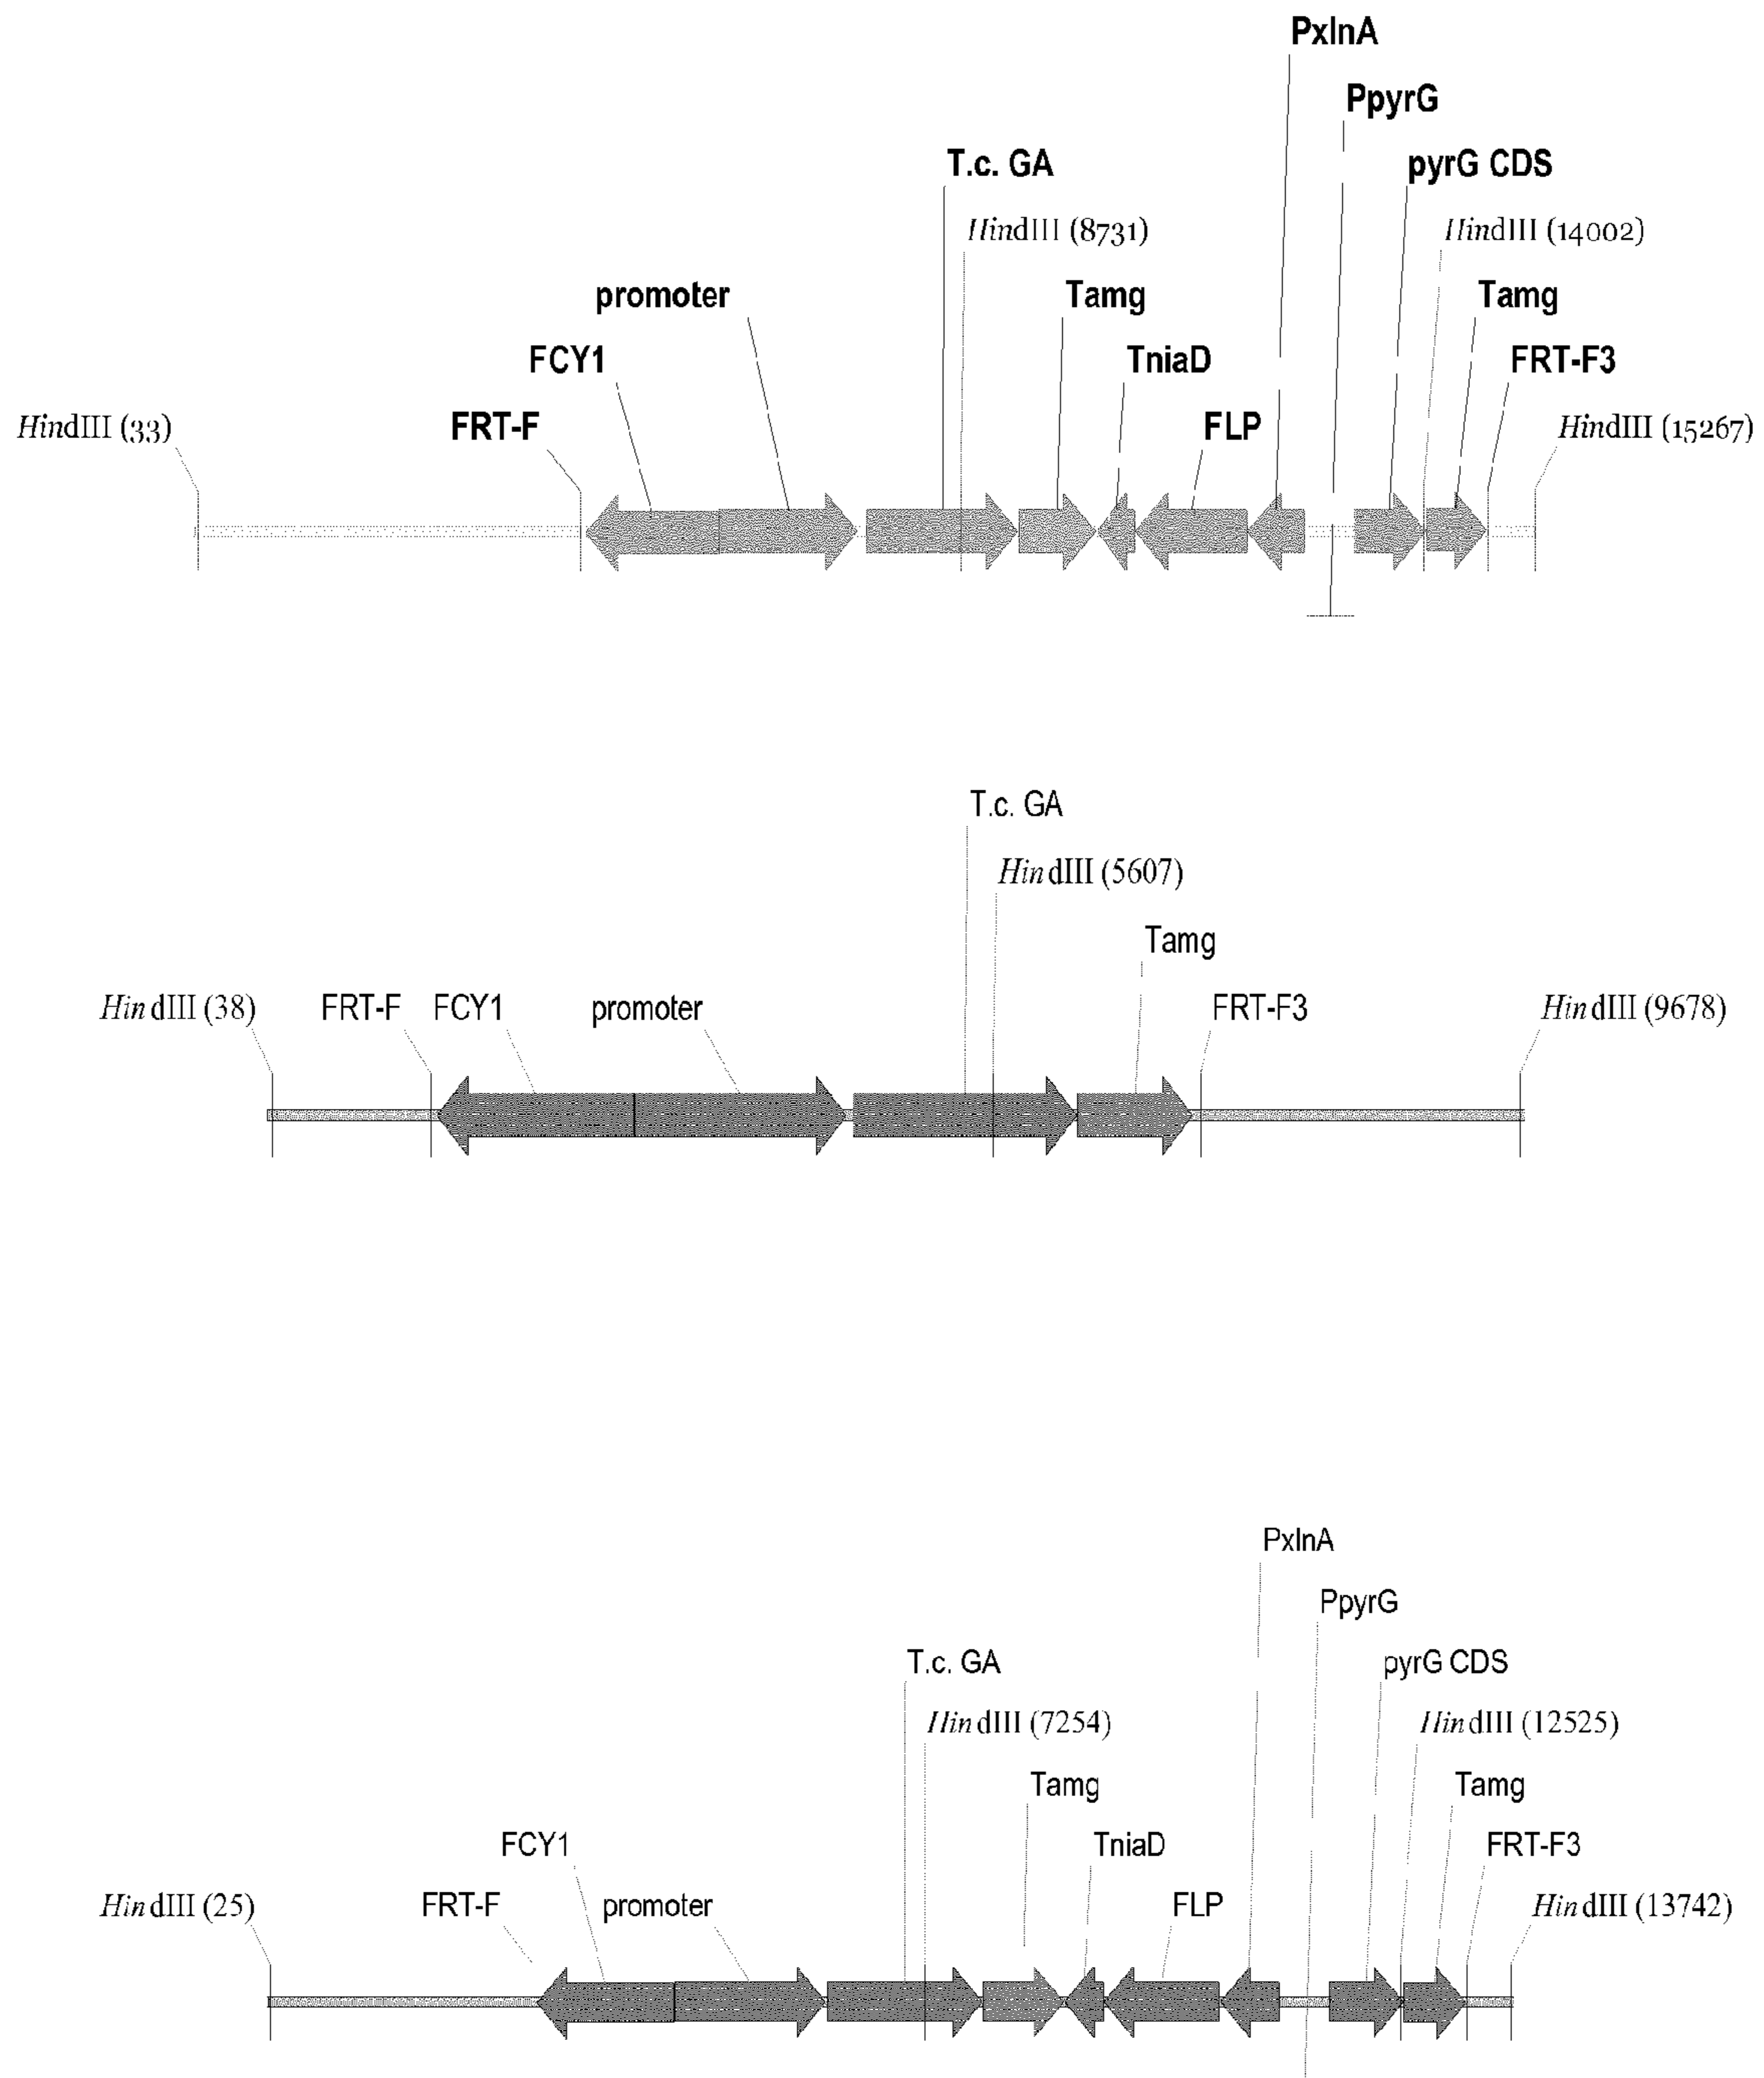 PxlnA
PpyrG
T.c. GA
pyrG CDS
HindIII (8731)
HindIII (14002)
promoter
Tamg
Tamg
FCY1
TniaD
FRT-F3
HindIII (33)
FRT-F
FLP
HindIII (15267)
T.c. GA
HindIII (5607)
Tamg
HindIII (38)
FRT-F
FCY1
promoter
FRT-F3
HindIII (9678)
PxlnA
PpyrG
T.c. GA
pyrG CDS
HindIII (7254)
HindIII (12525)
Tamg
Tamg
FCY1
TniaD
FRT-F3
HindIII (25)
FRT-F
promoter
FLP
HindIII (13742)